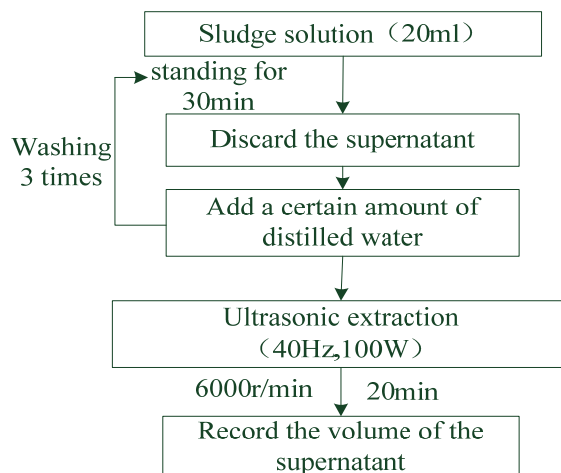 Sludge solution（20ml）
standing for
30min
Washing
3 times
Discard the supernatant
Add a certain amount of
distilled water
Ultrasonic extraction
（40Hz,100W）
6000r/min
20min
Record the volume of the
supernatant